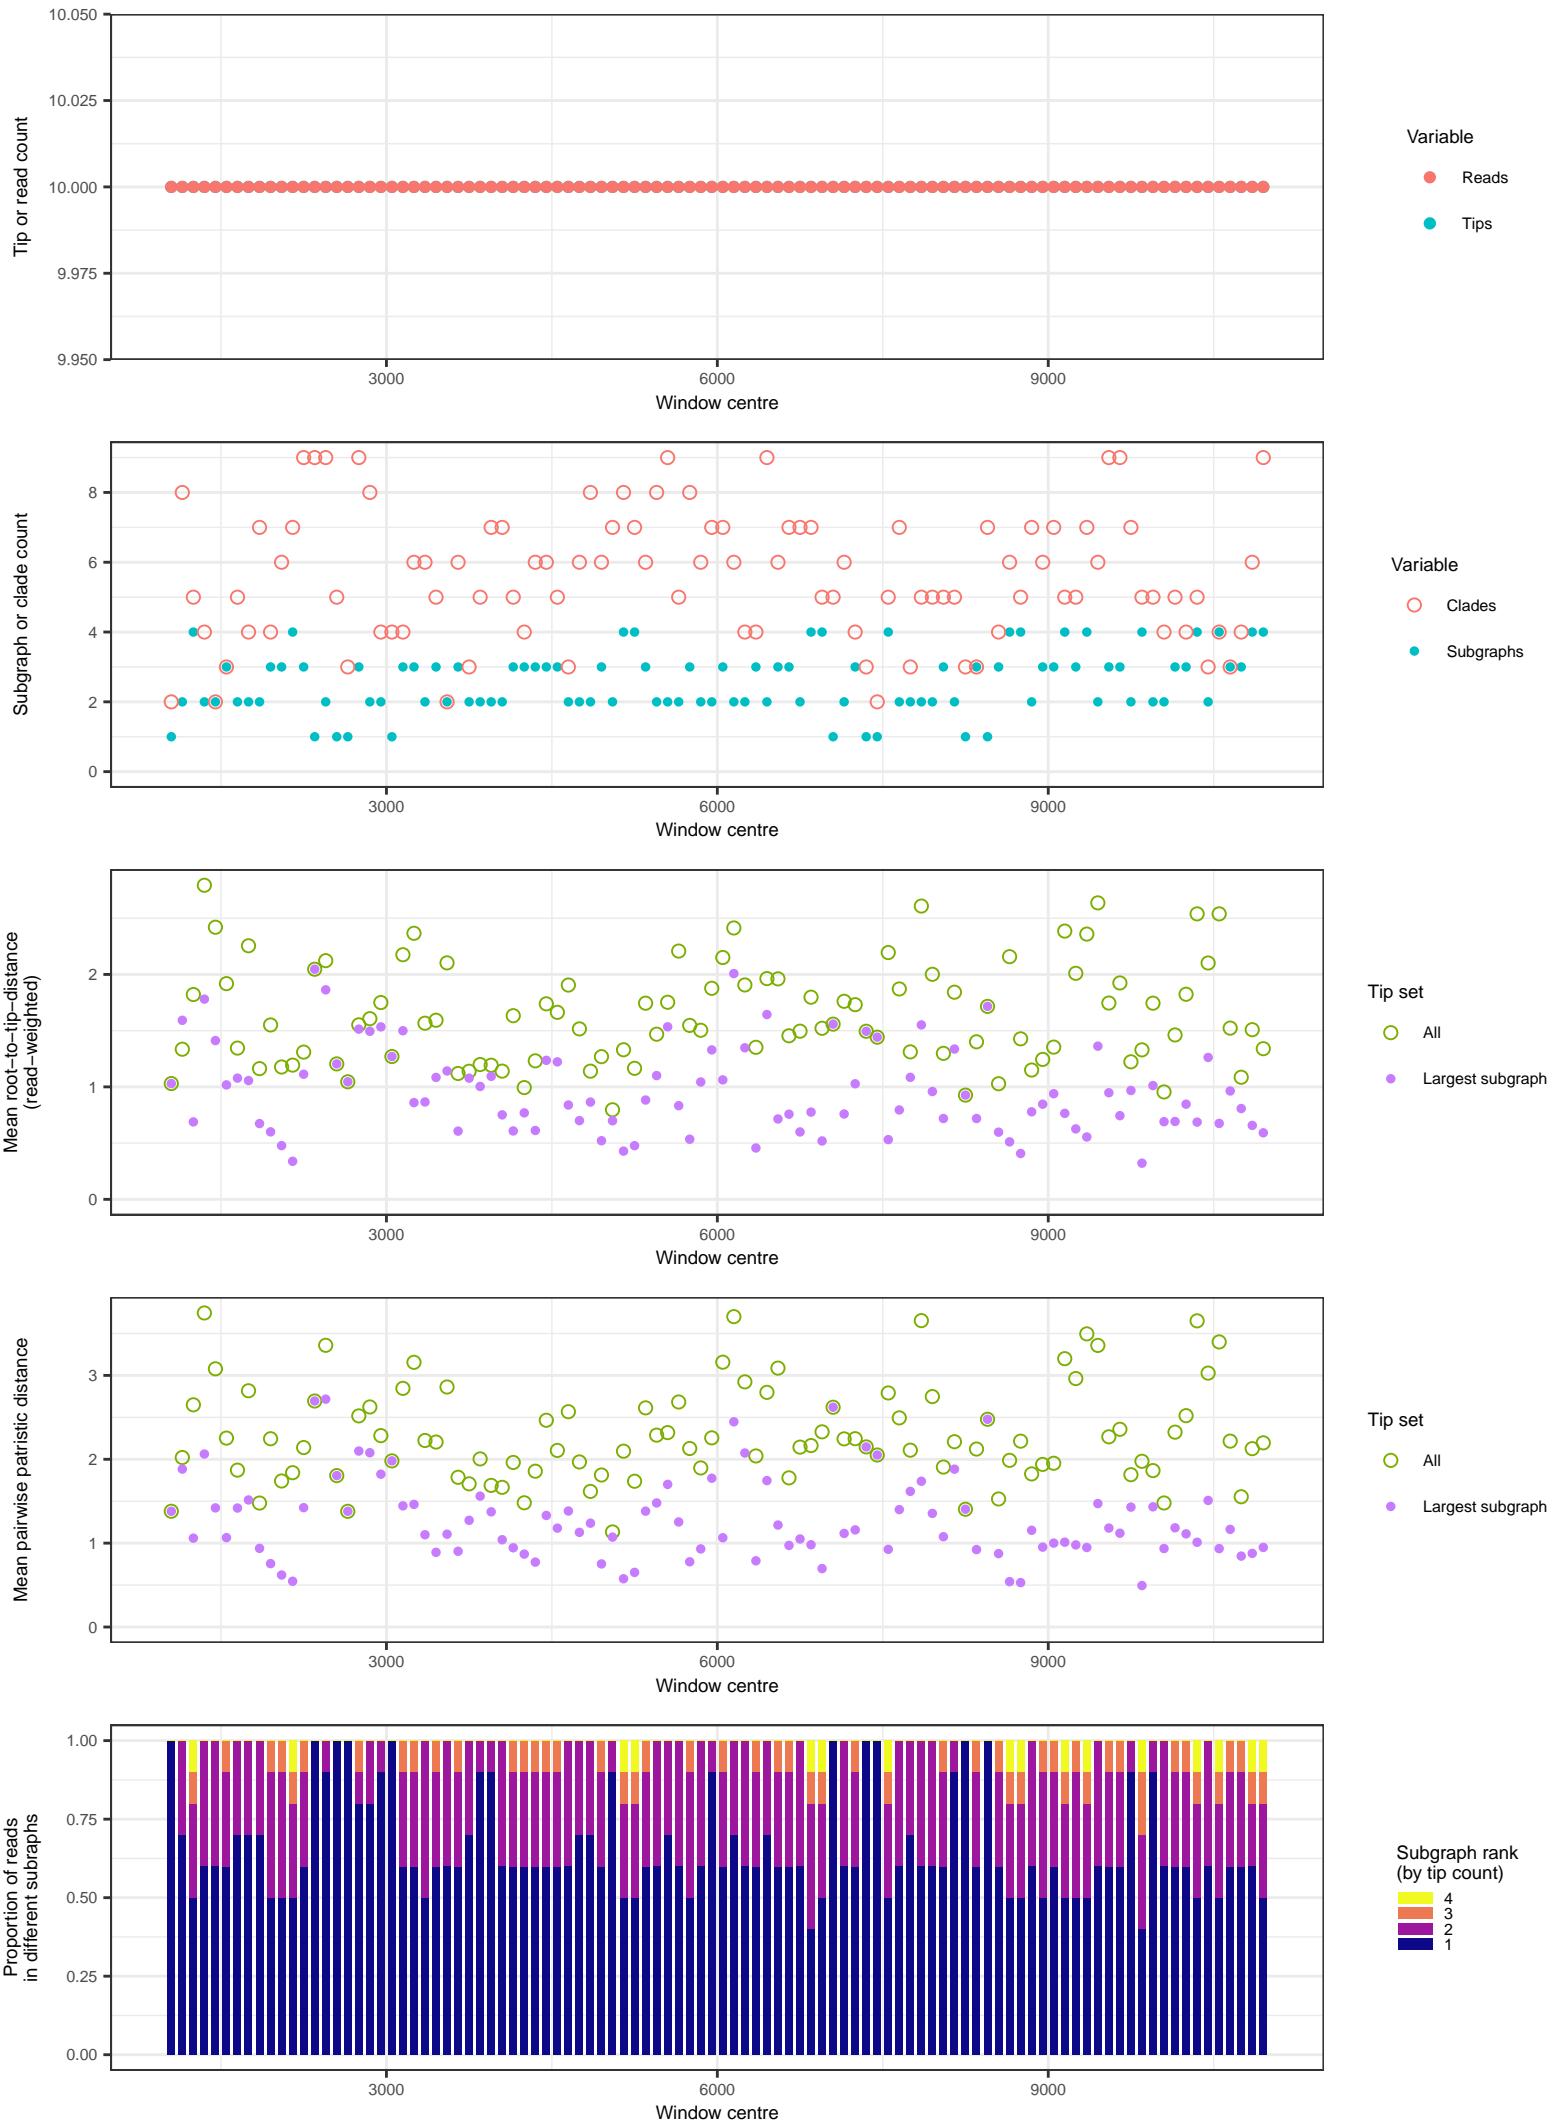 10.050
10.025
10.000
9.975
9.950
Tip or read count
3000
6000
9000
Window centre
Variable
Reads
Tips
8
6
4
2
0
Subgraph or clade count
3000
6000
9000
Window centre
Variable
Clades
Subgraphs
2
1
0
Mean root−to−tip−distance
(read−weighted)
3000
6000
9000
Window centre
Tip set
All
Largest subgraph
3
2
1
0
Mean pairwise patristic distance
3000
6000
9000
Window centre
Tip set
All
Largest subgraph
1.00
0.75
0.50
0.25
0.00
Proportion of reads
in different subraphs
3000
6000
9000
Window centre
Subgraph rank
(by tip count)
4
3
2
1